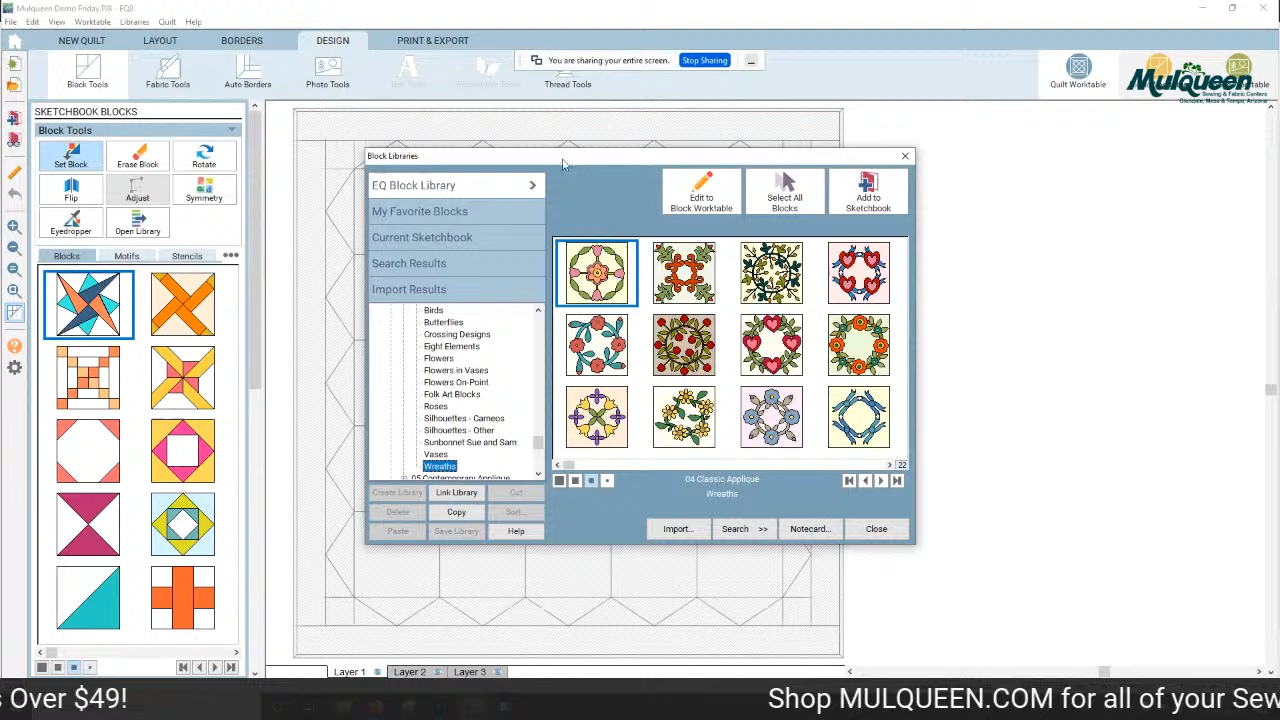 Mulqueen Demo Friday.PJ8 - EQ8
File Edit View Worktable Libraries Quilt Help
NEW QUILT LAYOUT BORDERS DESIGN PRINT & EXPORT
You are sharing your entire screen. Stop Sharing
Block Tools Fabric Tools Auto Borders Photo Tools Thread Tools Quilt Worktable
MULQUEEN
Sewing & Fabric Centers
Glendale, Mesa & Tempe, Arizona
SKETCHBOOK BLOCKS
Block Tools
Set Block Erase Block Rotate
Flip Adjust Symmetry
Eyedropper Open Library
Blocks Motifs Stencils
Block Libraries
EQ Block Library
My Favorite Blocks
Current Sketchbook
Search Results
Import Results
Edit to
Block Worktable
Select All
Blocks
Add to
Sketchbook
Birds
Butterflies
Crossing Designs
Eight Elements
Flowers
Flowers in Vases
Flowers On-Point
Folk Art Blocks
Roses
Silhouettes - Cameos
Silhouettes - Other
Sunbonnet Sue and Sam
Vases
Wreaths
05 Contemporary Applique
22
04 Classic Applique
Wreaths
Create Library Link Library Cut
Delete Copy Sort...
Paste Save Library Help
Import... Search >> Notecard... Close
Layer 1 Layer 2 Layer 3
s Over $49! Shop MULQUEEN.COM for all of your Sew